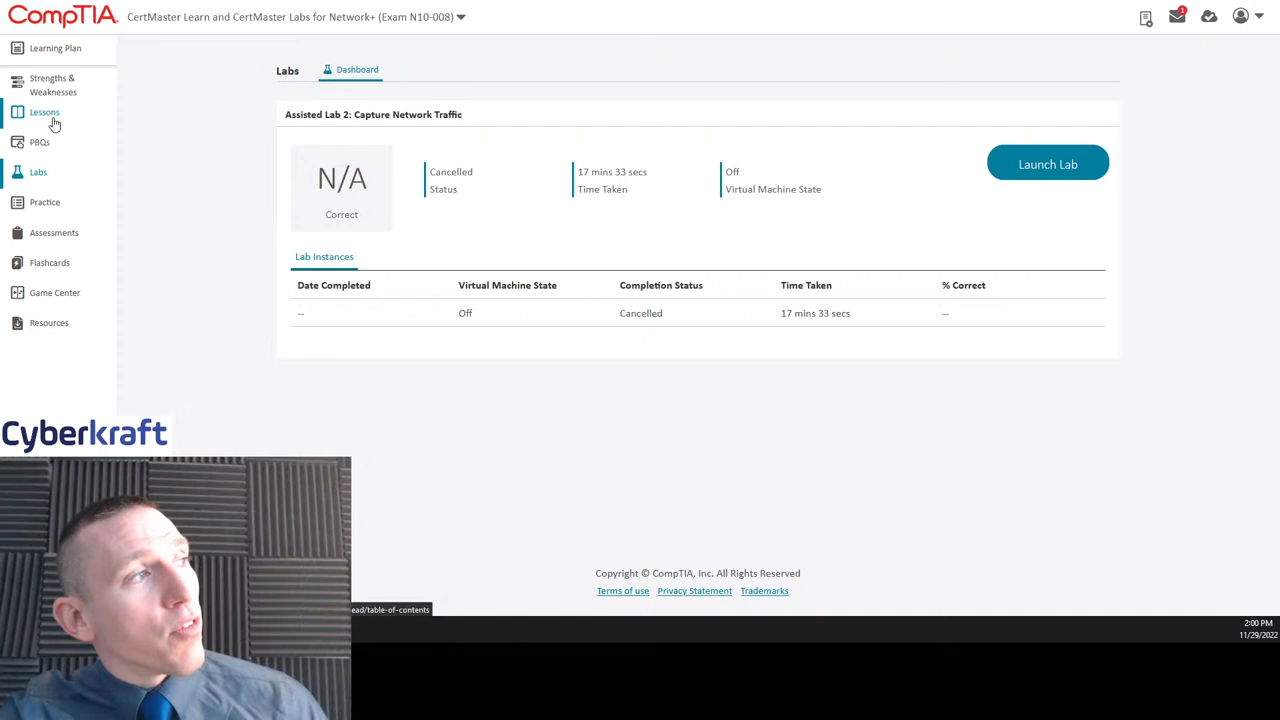 CompTIA.
CertMaster Learn and CertMaster Labs for Network+ (Exam N10-008)
1
Learning Plan
Strengths &
Weaknesses
Lessons
PBQs
Labs
Practice
Assessments
Flashcards
Game Center
Resources
Labs
Dashboard
Assisted Lab 2: Capture Network Traffic
N/A
Correct
Cancelled
Status
17 mins 33 secs
Time Taken
Off
Virtual Machine State
Launch Lab
Lab Instances
Date Completed Virtual Machine State Completion Status Time Taken % Correct
-- Off Cancelled 17 mins 33 secs --
Cyberkraft
Copyright © CompTIA, Inc. All Rights Reserved
Terms of use Privacy Statement Trademarks
ead/table-of-contents
2:00 PM
11/29/2022